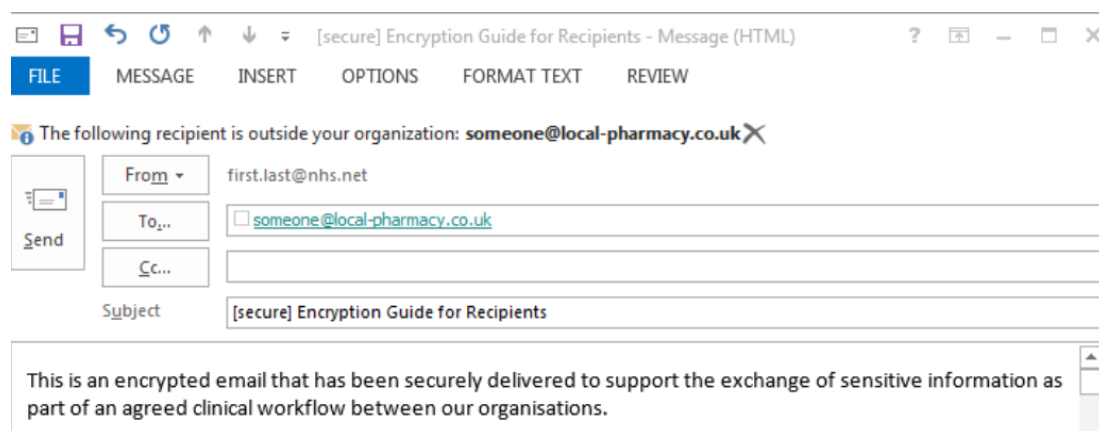 [secure] Encryption Guide for Recipients - Message (HTML) ?
FILE MESSAGE INSERT OPTIONS FORMAT TEXT REVIEW
The following recipient is outside your organization: someone@local-pharmacy.co.uk
From first.last@nhs.net
To... someone@local-pharmacy.co.uk
Send
Cc...
Subject [secure] Encryption Guide for Recipients
This is an encrypted email that has been securely delivered to support the exchange of sensitive information as
part of an agreed clinical workflow between our organisations.